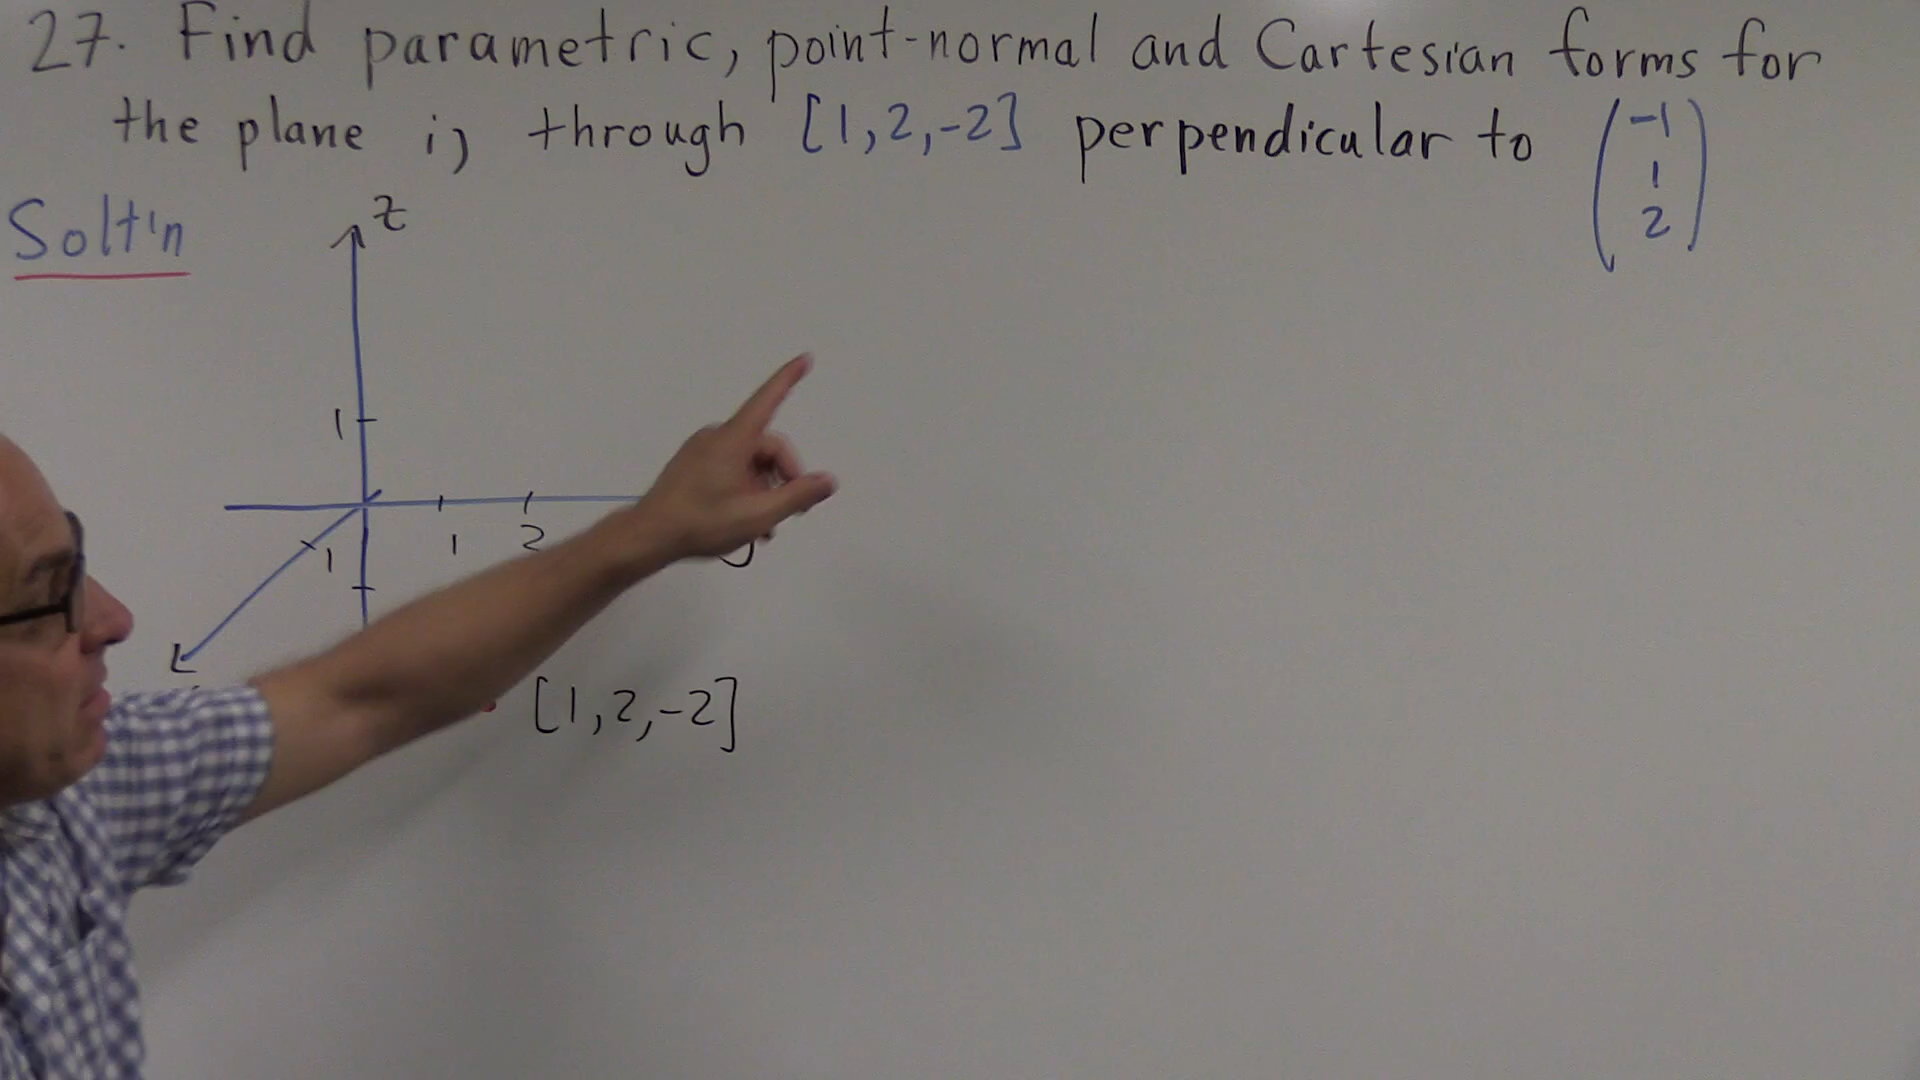 27. Find parametric, point-normal and Cartesian forms for
the plane i) through [1,2,-2] perpendicular to (-1
1
2)
Solt'n
z
1
1 2
1
[1,2,-2]